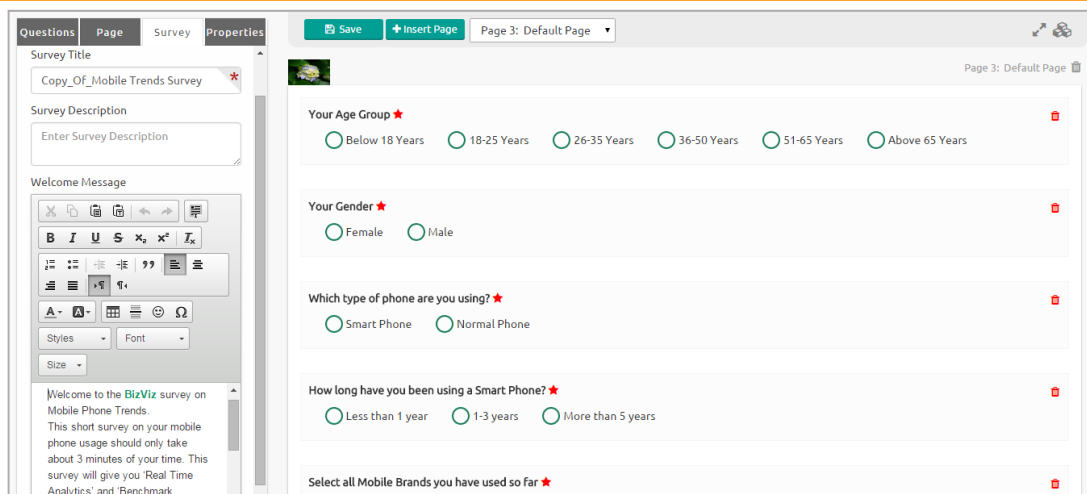 Questions Page Survey Properties
Save Insert Page Page 3: Default Page
Survey Title
Copy_Of_Mobile Trends Survey *
Survey Description
Enter Survey Description
Welcome Message
B I U S x₂ x² Tx
Styles Font
Size
Welcome to the BizViz survey on
Mobile Phone Trends.
This short survey on your mobile
phone usage should only take
about 3 minutes of your time. This
survey will give you 'Real Time
Analytics' and 'Benchmark
Page 3: Default Page
Your Age Group
Below 18 Years 18-25 Years 26-35 Years 36-50 Years 51-65 Years Above 65 Years
Your Gender
Female Male
Which type of phone are you using?
Smart Phone Normal Phone
How long have you been using a Smart Phone?
Less than 1 year 1-3 years More than 5 years
Select all Mobile Brands you have used so far